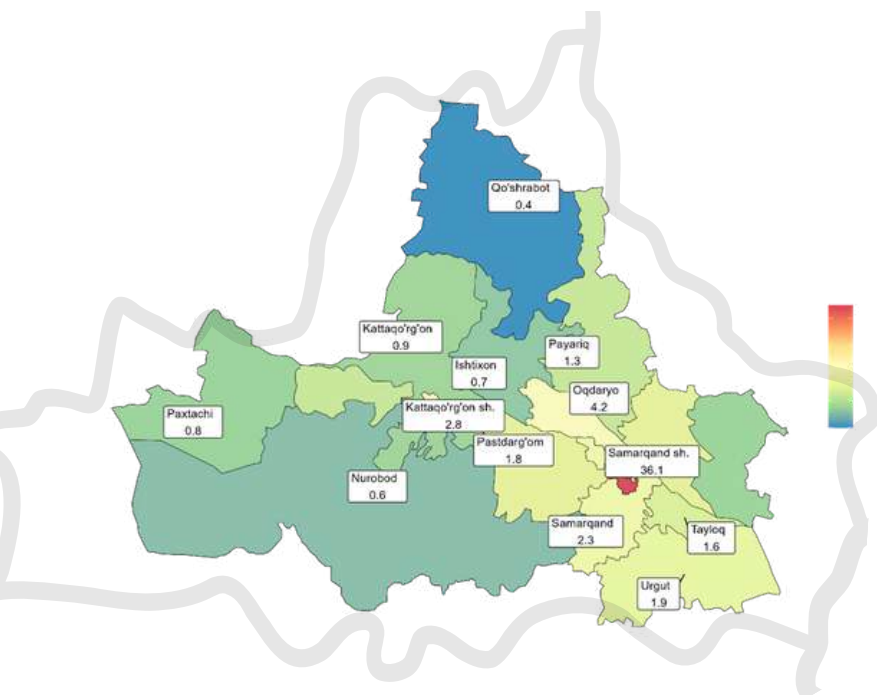 Qo'shrabot
0.4
Kattaqo'rg'on
0.9
Payariq
1.3
Ishtixon
0.7
Oqdaryo
4.2
Paxtachi
0.8
Kattaqo'rg'on sh.
2.8
Pastdarg'om
1.8
Samarqand sh.
36.1
Nurobod
0.6
Samarqand
2.3
Tayloq
1.6
Urgut
1.9